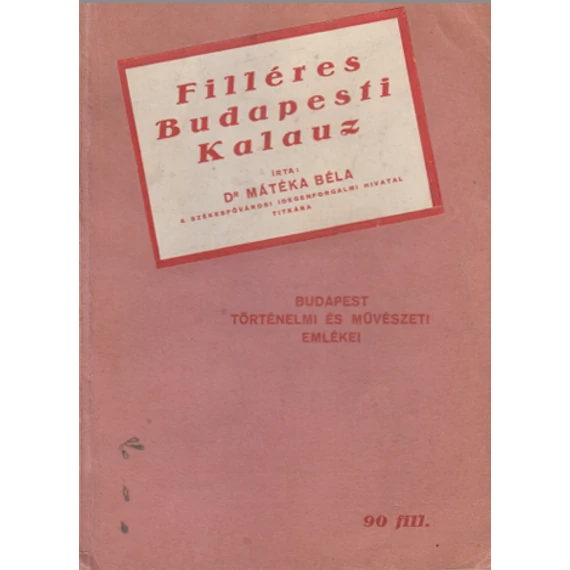 Filléres
Budapesti
Kalauz
ÍRTA:
Dr MÁTÉKA BÉLA
A SZÉKESFŐVÁROSI IDEGENFORGALMI HIVATAL
TITKÁRA
BUDAPEST
TÖRTÉNELMI ÉS MŰVÉSZETI
EMLÉKEI
90 fill.